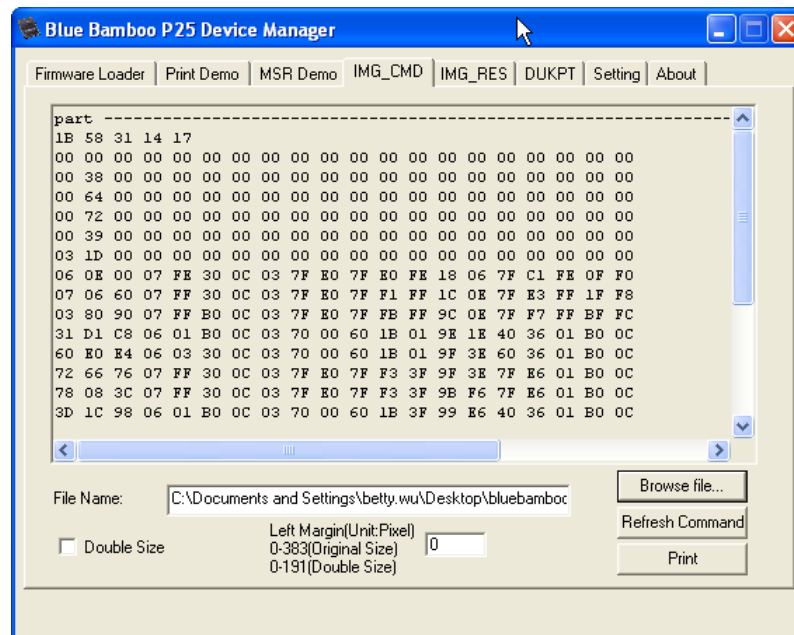 Blue Bamboo P25 Device Manager
Firmware Loader Print Demo MSR Demo IMG_CMD IMG_RES DUKPT Setting About
part ----------------------------------------------------------------
1B 58 31 14 17
00 00 00 00 00 00 00 00 00 00 00 00 00 00 00 00 00 00 00 00
00 38 00 00 00 00 00 00 00 00 00 00 00 00 00 00 00 00 00 00
00 64 00 00 00 00 00 00 00 00 00 00 00 00 00 00 00 00 00 00
00 72 00 00 00 00 00 00 00 00 00 00 00 00 00 00 00 00 00 00
00 39 00 00 00 00 00 00 00 00 00 00 00 00 00 00 00 00 00 00
03 1D 00 00 00 00 00 00 00 00 00 00 00 00 00 00 00 00 00 00
06 0E 00 07 FE 30 0C 03 7F E0 7F E0 FE 18 06 7F C1 FE 0F F0
07 06 60 07 FF 30 0C 03 7F E0 7F F1 FF 1C 0E 7F E3 FF 1F F8
03 80 90 07 FF B0 0C 03 7F E0 7F FB FF 9C 0E 7F F7 FF BF FC
31 D1 C8 06 01 B0 0C 03 70 00 60 1B 01 9E 1E 40 36 01 B0 0C
60 E0 E4 06 03 30 0C 03 70 00 60 1B 01 9F 3E 60 36 01 B0 0C
72 66 76 07 FF 30 0C 03 7F E0 7F F3 3F 9F 3E 7F E6 01 B0 0C
78 08 3C 07 FF 30 0C 03 7F E0 7F F3 3F 9B F6 7F E6 01 B0 0C
3D 1C 98 06 01 B0 0C 03 70 00 60 1B 3F 99 E6 40 36 01 B0 0C
File Name: C:\Documents and Settings\betty.wu\Desktop\bluebamboo
Browse file...
Double Size
Left Margin(Unit:Pixel)
0-383(Original Size)
0-191(Double Size)
0
Refresh Command
Print